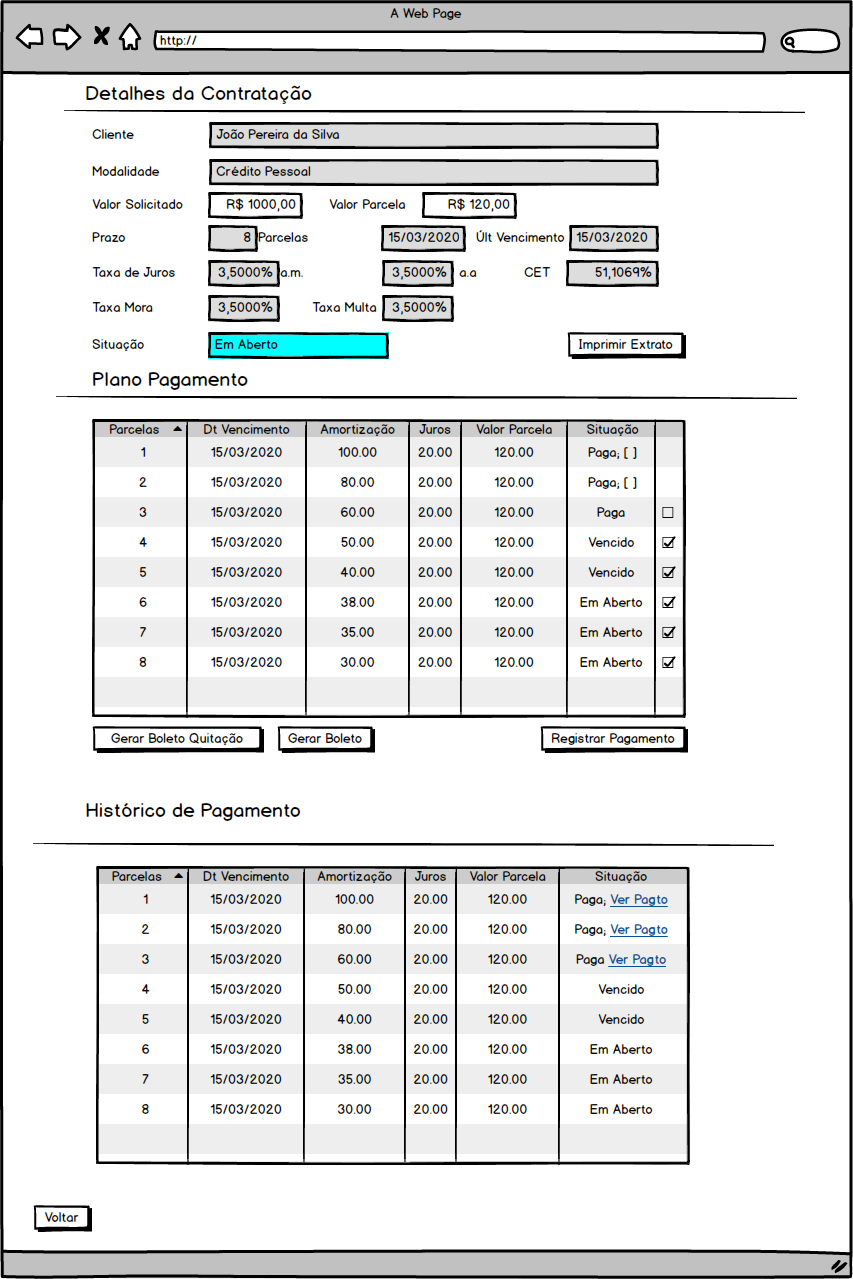 A Web Page
http://
Detalhes da Contratação
Cliente João Pereira da Silva
Modalidade Crédito Pessoal
Valor Solicitado R$ 1000,00 Valor Parcela R$ 120,00
Prazo 8 Parcelas 15/03/2020 Últ Vencimento 15/03/2020
Taxa de Juros 3,5000% a.m. 3,5000% a.a CET 51,1069%
Taxa Mora 3,5000% Taxa Multa 3,5000%
Situação Em Aberto Imprimir Extrato
Plano Pagamento
Parcelas Dt Vencimento Amortização Juros Valor Parcela Situação
1 15/03/2020 100.00 20.00 120.00 Paga; [ ]
2 15/03/2020 80.00 20.00 120.00 Paga; [ ]
3 15/03/2020 60.00 20.00 120.00 Paga
4 15/03/2020 50.00 20.00 120.00 Vencido
5 15/03/2020 40.00 20.00 120.00 Vencido
6 15/03/2020 38.00 20.00 120.00 Em Aberto
7 15/03/2020 35.00 20.00 120.00 Em Aberto
8 15/03/2020 30.00 20.00 120.00 Em Aberto
Gerar Boleto Quitação Gerar Boleto Registrar Pagamento
Histórico de Pagamento
Parcelas Dt Vencimento Amortização Juros Valor Parcela Situação
1 15/03/2020 100.00 20.00 120.00 Paga; Ver Pagto
2 15/03/2020 80.00 20.00 120.00 Paga; Ver Pagto
3 15/03/2020 60.00 20.00 120.00 Paga Ver Pagto
4 15/03/2020 50.00 20.00 120.00 Vencido
5 15/03/2020 40.00 20.00 120.00 Vencido
6 15/03/2020 38.00 20.00 120.00 Em Aberto
7 15/03/2020 35.00 20.00 120.00 Em Aberto
8 15/03/2020 30.00 20.00 120.00 Em Aberto
Voltar